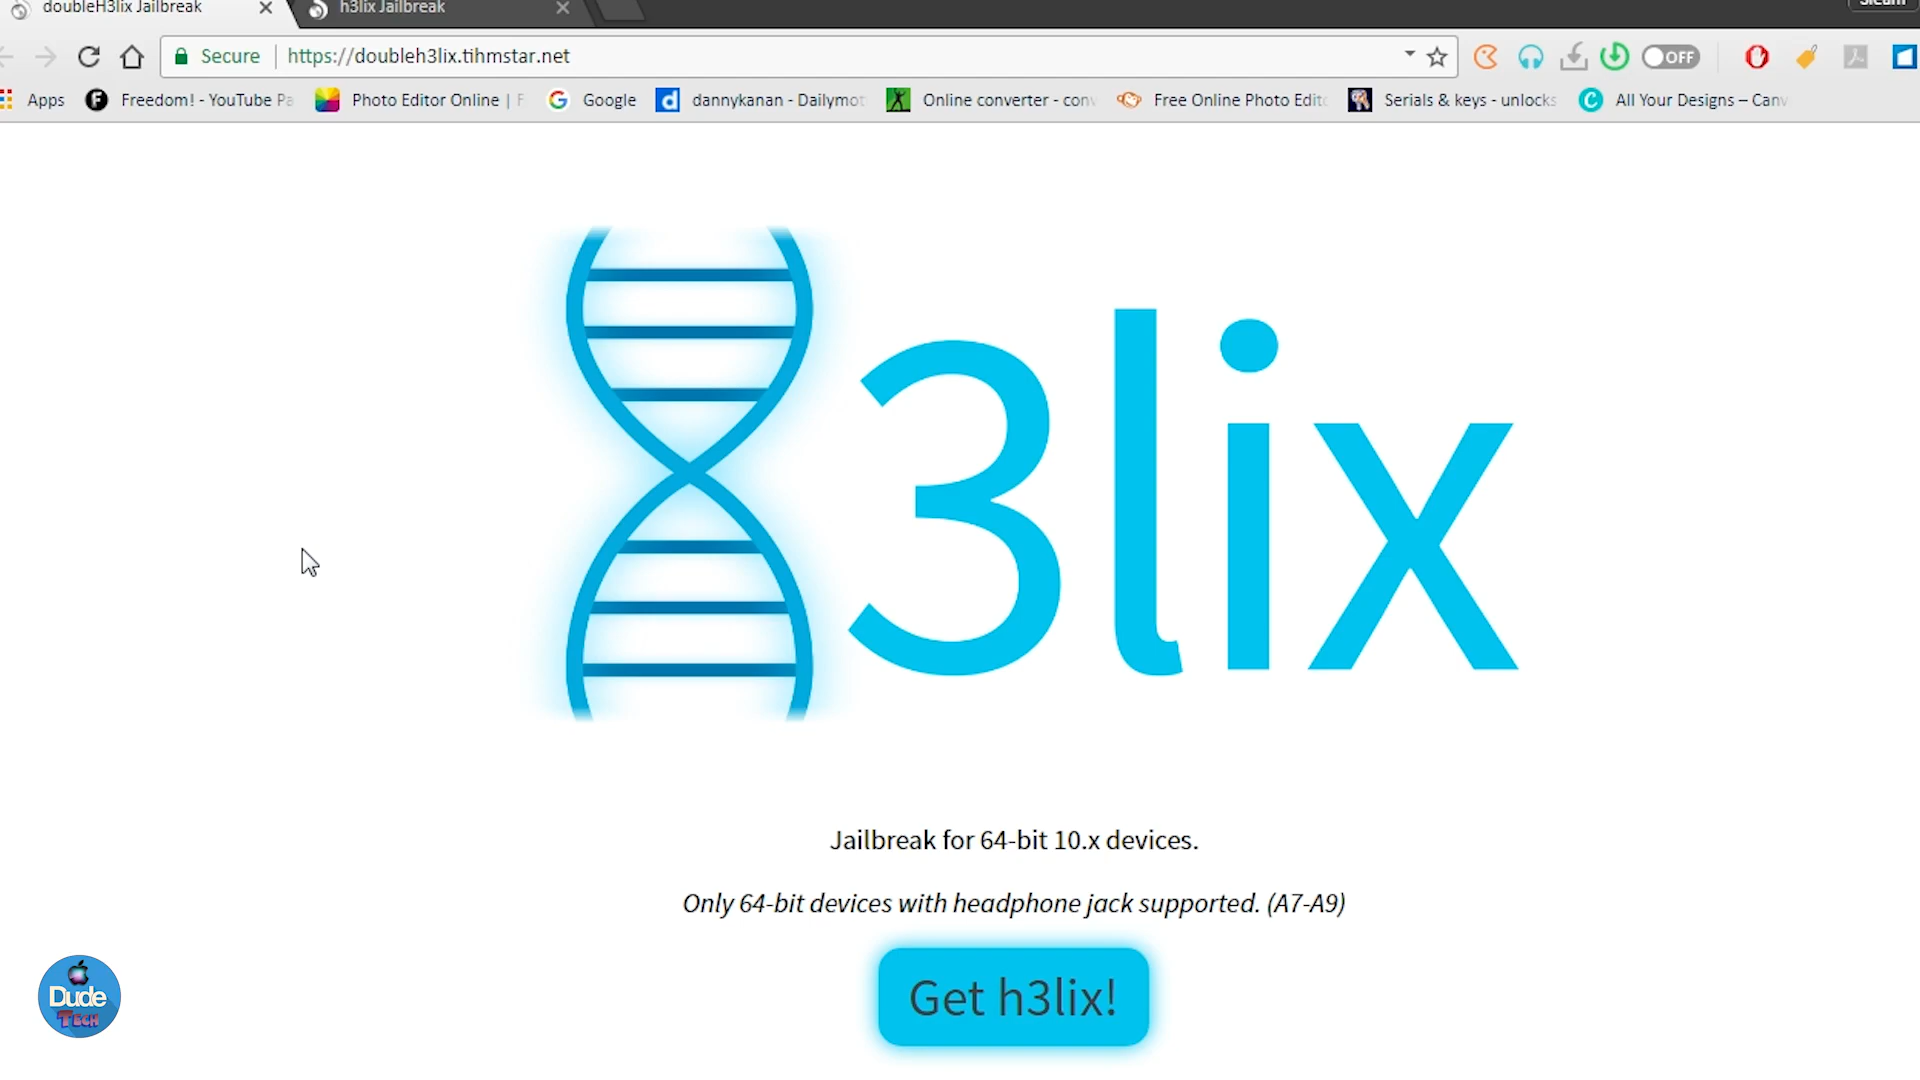 doubleH3lix Jailbreak
h3lix Jailbreak
Secure
https://doubleh3lix.tihmstar.net
OFF
Apps
Freedom! - YouTube Pa
Photo Editor Online | F
Google
dannykanan - Dailymot
Online converter - conv
Free Online Photo Edito
Serials & keys - unlocks
All Your Designs – Canv
3lix
Jailbreak for 64-bit 10.x devices.
Only 64-bit devices with headphone jack supported. (A7-A9)
Get h3lix!
Dude
TECH